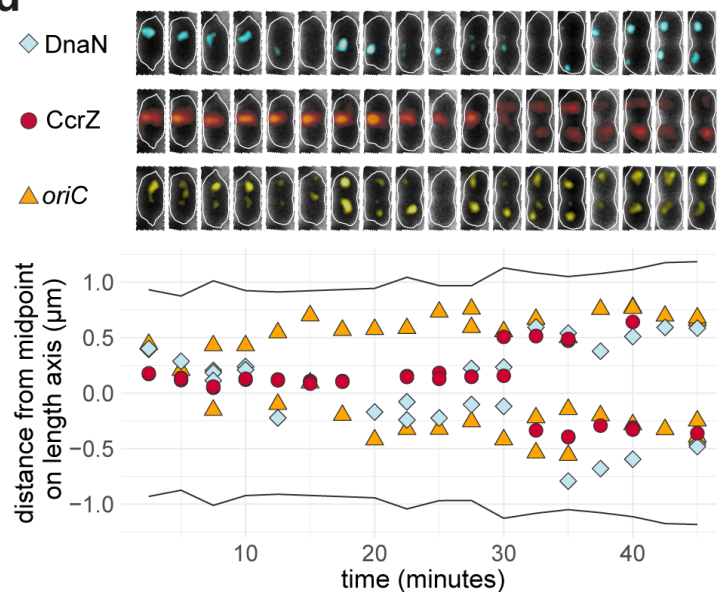 DnaN
CcrZ
oriC
distance from midpoint
on length axis (µm)
1.0
0.5
0.0
−0.5
−1.0
10
20
30
40
time (minutes)